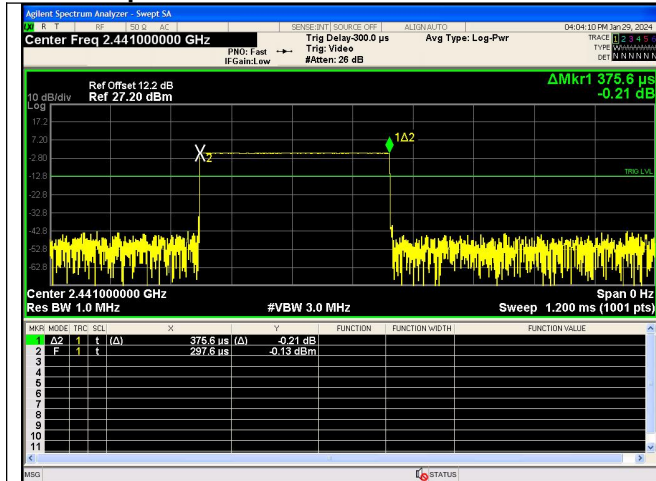 Agilent Spectrum Analyzer - Swept SA
R T RF 50 Ω AC SENSE:INT SOURCE OFF ALIGN AUTO 04:04:10 PM Jan 29, 2024
Center Freq 2.441000000 GHz
PNO: Fast
IFGain:Low
Trig Delay-300.0 µs
Trig: Video
#Atten: 26 dB
Avg Type: Log-Pwr
TRACE 1 2 3 4 5 6
TYPE
DET N N N N N N
ΔMkr1 375.6 µs
-0.21 dB
Ref Offset 12.2 dB
10 dB/div Ref 27.20 dBm
Log
17.2
7.20
-2.80
-12.8
-22.8
-32.8
-42.8
-52.8
-62.8
1Δ2
2
TRIG LVL
Center 2.441000000 GHz Span 0 Hz
Res BW 1.0 MHz #VBW 3.0 MHz Sweep 1.200 ms (1001 pts)
MKR MODE TRC SCL X Y FUNCTION FUNCTION WIDTH FUNCTION VALUE
1 Δ2 1 t (Δ) 375.6 µs (Δ) -0.21 dB
2 F 1 t 297.6 µs -0.13 dBm
3
4
5
6
7
8
9
10
11
MSG STATUS